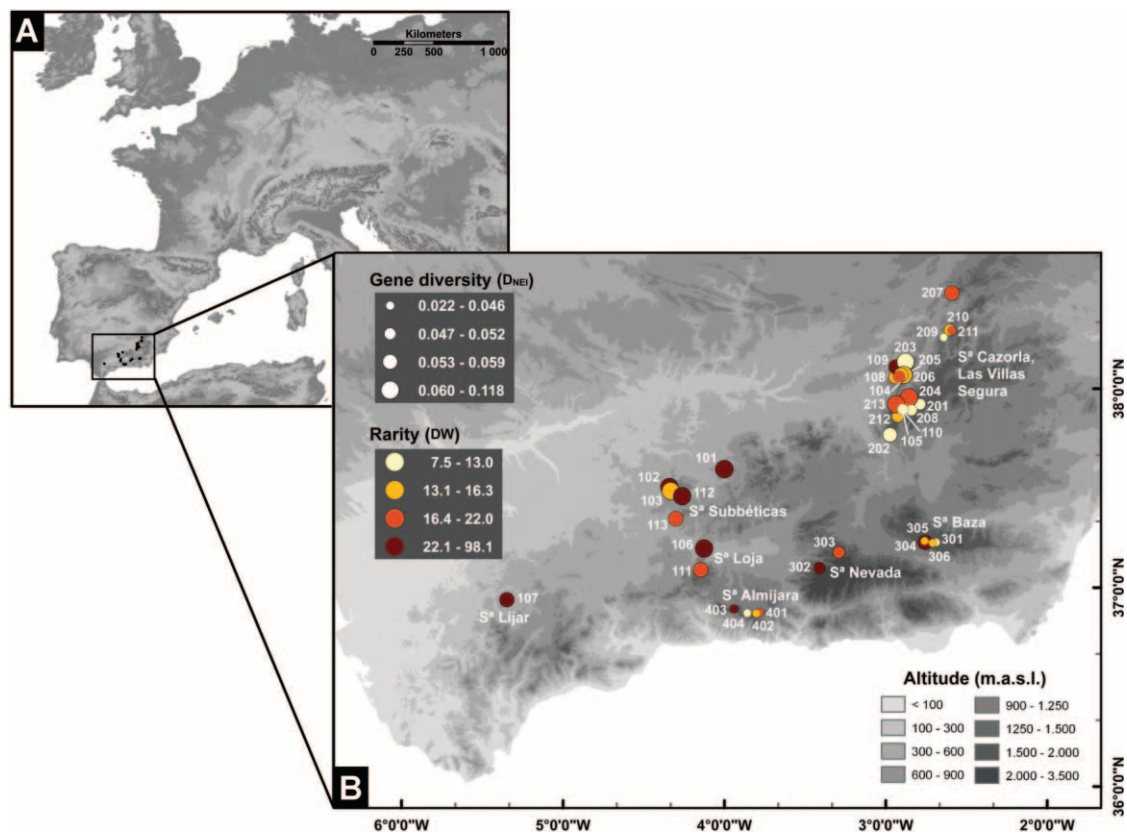 A
Kilometers
0 250 500 1 000
Gene diversity (DNEI)
0.022 - 0.046
0.047 - 0.052
0.053 - 0.059
0.060 - 0.118
Rarity (DW)
7.5 - 13.0
13.1 - 16.3
16.4 - 22.0
22.1 - 98.1
207
210
209
211
Sª Cazorla,
Las Villas
Segura
203
205
109
108
206
104
204
213
201
212
208
110
105
202
38°0'0"N
101
102
103
112
Sª Subbéticas
113
106
Sª Loja
111
303
302
Sª Nevada
305
Sª Baza
304
301
306
37°0'0"N
107
Sª Líjar
Sª Almijara
403
401
404
402
Altitude (m.a.s.l.)
< 100
100 - 300
300 - 600
600 - 900
900 - 1.250
1250 - 1.500
1.500 - 2.000
2.000 - 3.500
36°0'0"N
B
6°0'0"W 5°0'0"W 4°0'0"W 3°0'0"W 2°0'0"W